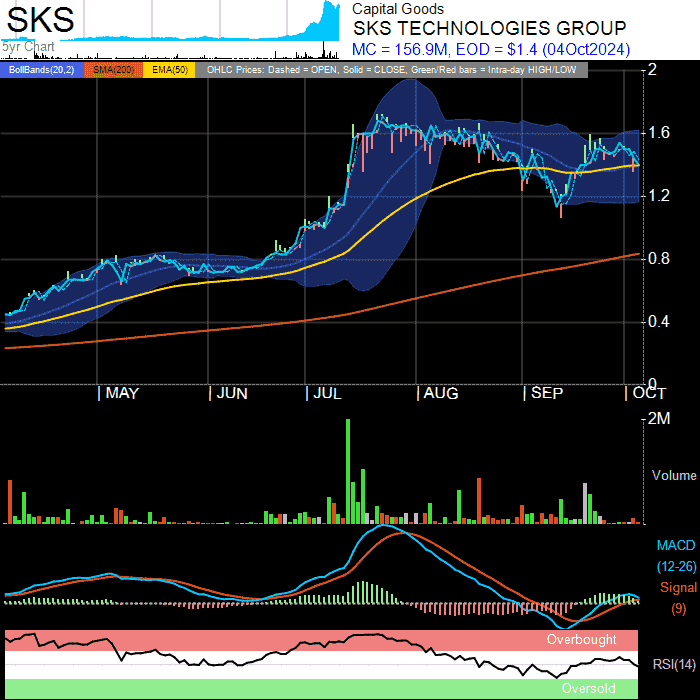 SKS
5yr Chart
Capital Goods
SKS TECHNOLOGIES GROUP
MC = 156.9M, EOD = $1.4 (04Oct2024)
BollBands(20,2) SMA(200) EMA(50) OHLC Prices: Dashed = OPEN, Solid = CLOSE, Green/Red bars = Intra-day HIGH/LOW
2
1.6
1.2
0.8
0.4
0
MAY JUN JUL AUG SEP OCT
2M
Volume
MACD
(12-26)
Signal
(9)
Overbought
RSI(14)
Oversold